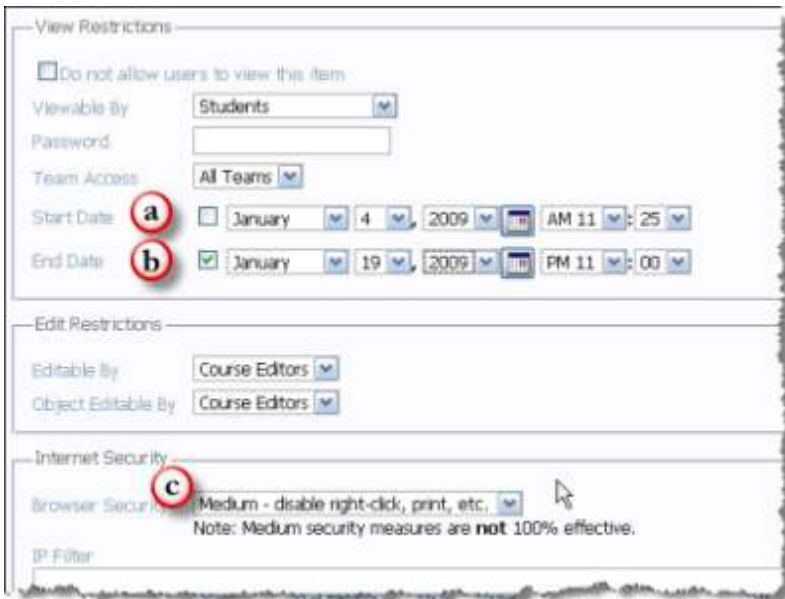 View Restrictions
Do not allow users to view this item
Viewable By Students
Password
Team Access All Teams
Start Date a January 4 , 2009 AM 11 : 25
End Date b January 19 , 2009 PM 11 : 00
Edit Restrictions
Editable By Course Editors
Object Editable By Course Editors
Internet Security
c
Browser Security Medium - disable right-click, print, etc.
Note: Medium security measures are not 100% effective.
IP Filter